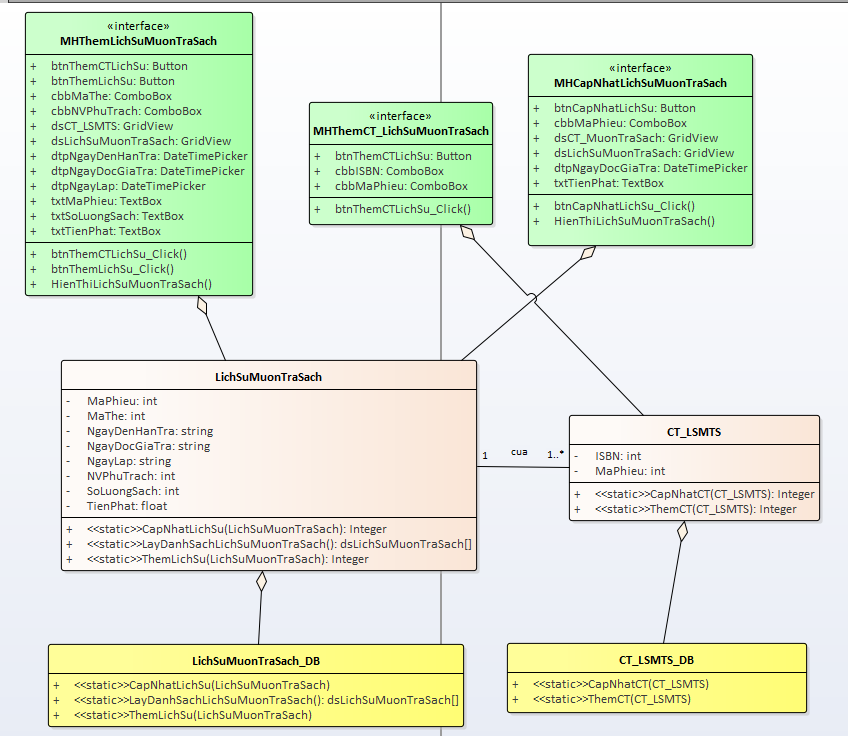 «interface»
MHThemLichSuMuonTraSach
+ btnThemCTLichSu: Button
+ btnThemLichSu: Button
+ cbbMaThe: ComboBox
+ cbbNVPhuTrach: ComboBox
+ dsCT_LSMTS: GridView
+ dsLichSuMuonTraSach: GridView
+ dtpNgayDenHanTra: DateTimePicker
+ dtpNgayDocGiaTra: DateTimePicker
+ dtpNgayLap: DateTimePicker
+ txtMaPhieu: TextBox
+ txtSoLuongSach: TextBox
+ txtTienPhat: TextBox
+ btnThemCTLichSu_Click()
+ btnThemLichSu_Click()
+ HienThiLichSuMuonTraSach()
«interface»
MHThemCT_LichSuMuonTraSach
+ btnThemCTLichSu: Button
+ cbbISBN: ComboBox
+ cbbMaPhieu: ComboBox
+ btnThemCTLichSu_Click()
«interface»
MHCapNhatLichSuMuonTraSach
+ btnCapNhatLichSu: Button
+ cbbMaPhieu: ComboBox
+ dsCT_MuonTraSach: GridView
+ dsLichSuMuonTraSach: GridView
+ dtpNgayDocGiaTra: DateTimePicker
+ txtTienPhat: TextBox
+ btnCapNhatLichSu_Click()
+ HienThiLichSuMuonTraSach()
LichSuMuonTraSach
- MaPhieu: int
- MaThe: int
- NgayDenHanTra: string
- NgayDocGiaTra: string
- NgayLap: string
- NVPhuTrach: int
- SoLuongSach: int
- TienPhat: float
+ <<static>>CapNhatLichSu(LichSuMuonTraSach): Integer
+ <<static>>LayDanhSachLichSuMuonTraSach(): dsLichSuMuonTraSach[]
+ <<static>>ThemLichSu(LichSuMuonTraSach): Integer
1 cua 1..*
CT_LSMTS
- ISBN: int
- MaPhieu: int
+ <<static>>CapNhatCT(CT_LSMTS): Integer
+ <<static>>ThemCT(CT_LSMTS): Integer
LichSuMuonTraSach_DB
+ <<static>>CapNhatLichSu(LichSuMuonTraSach)
+ <<static>>LayDanhSachLichSuMuonTraSach(): dsLichSuMuonTraSach[]
+ <<static>>ThemLichSu(LichSuMuonTraSach)
CT_LSMTS_DB
+ <<static>>CapNhatCT(CT_LSMTS)
+ <<static>>ThemCT(CT_LSMTS)